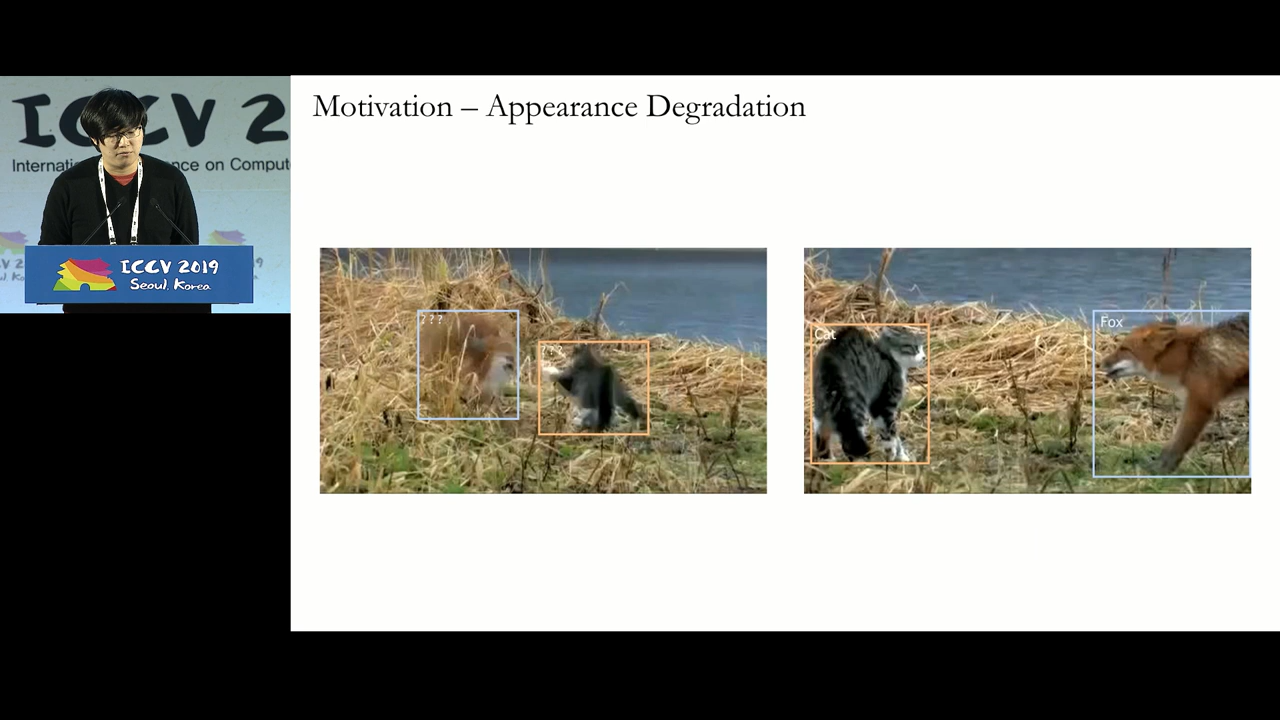 Motivation – Appearance Degradation
ICCV 2
International Conference on Comput
ICCV 2019
Seoul, Korea
???
???
Cat
Fox